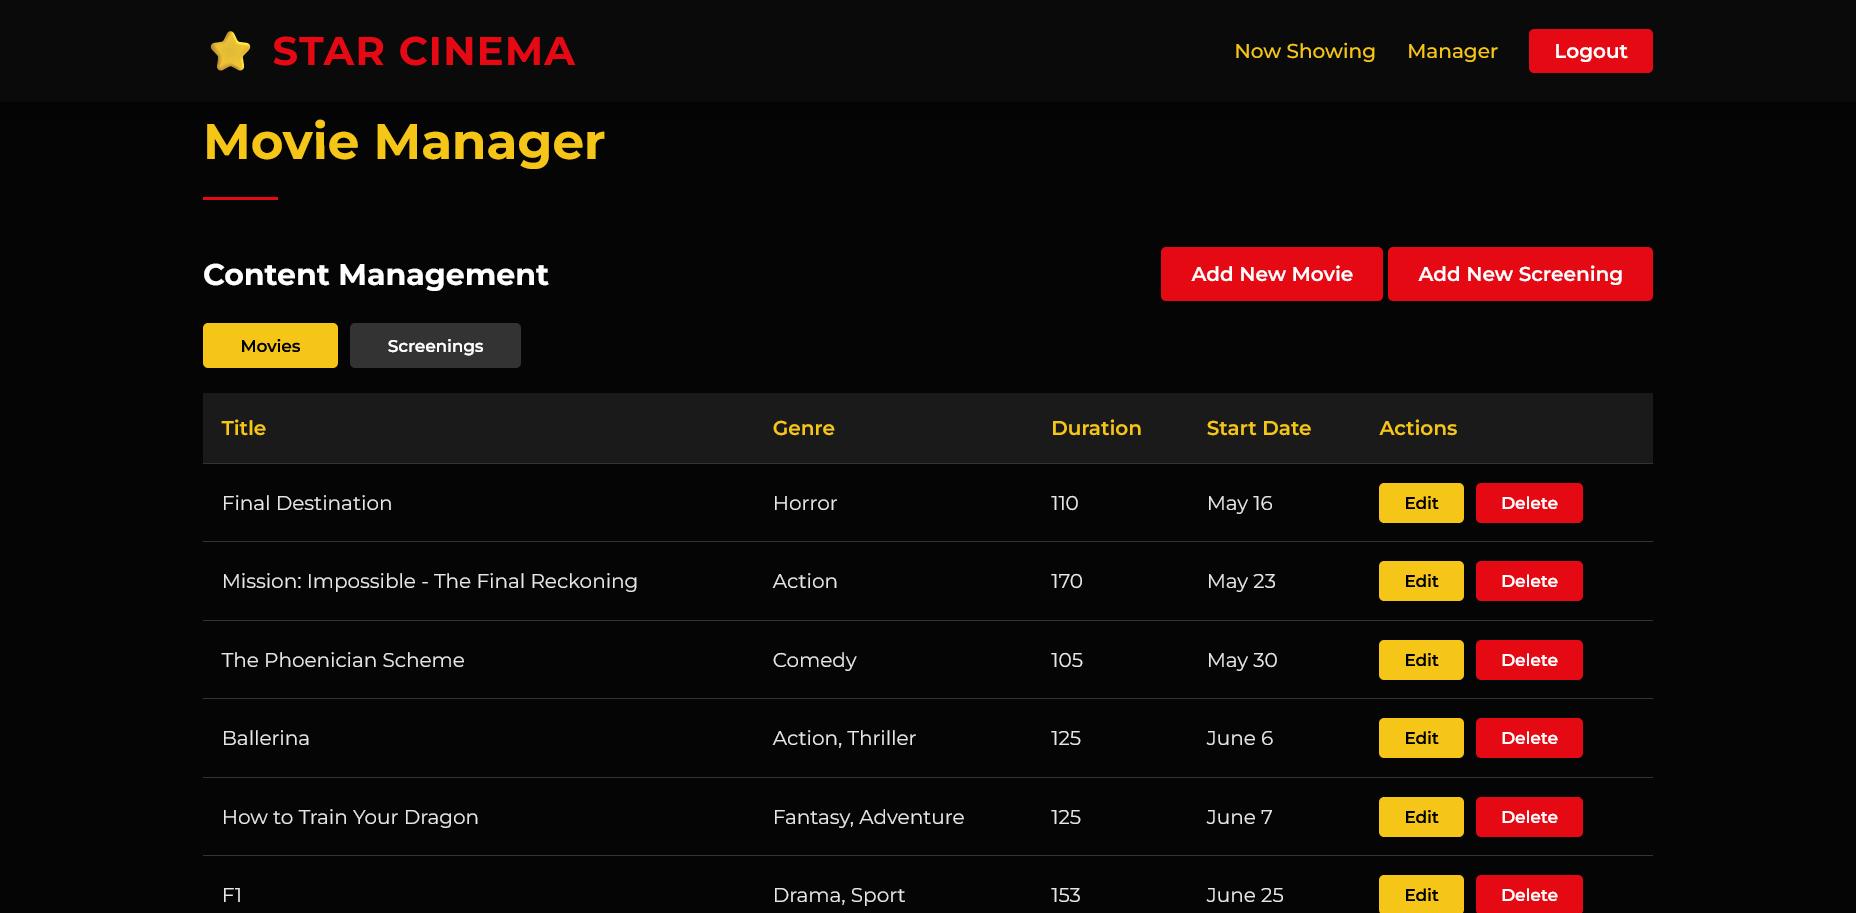 STAR CINEMA
Now Showing Manager Logout
Movie Manager
Content Management
Add New Movie Add New Screening
Movies Screenings
Title Genre Duration Start Date Actions
Final Destination Horror 110 May 16 Edit Delete
Mission: Impossible - The Final Reckoning Action 170 May 23 Edit Delete
The Phoenician Scheme Comedy 105 May 30 Edit Delete
Ballerina Action, Thriller 125 June 6 Edit Delete
How to Train Your Dragon Fantasy, Adventure 125 June 7 Edit Delete
F1 Drama, Sport 153 June 25 Edit Delete